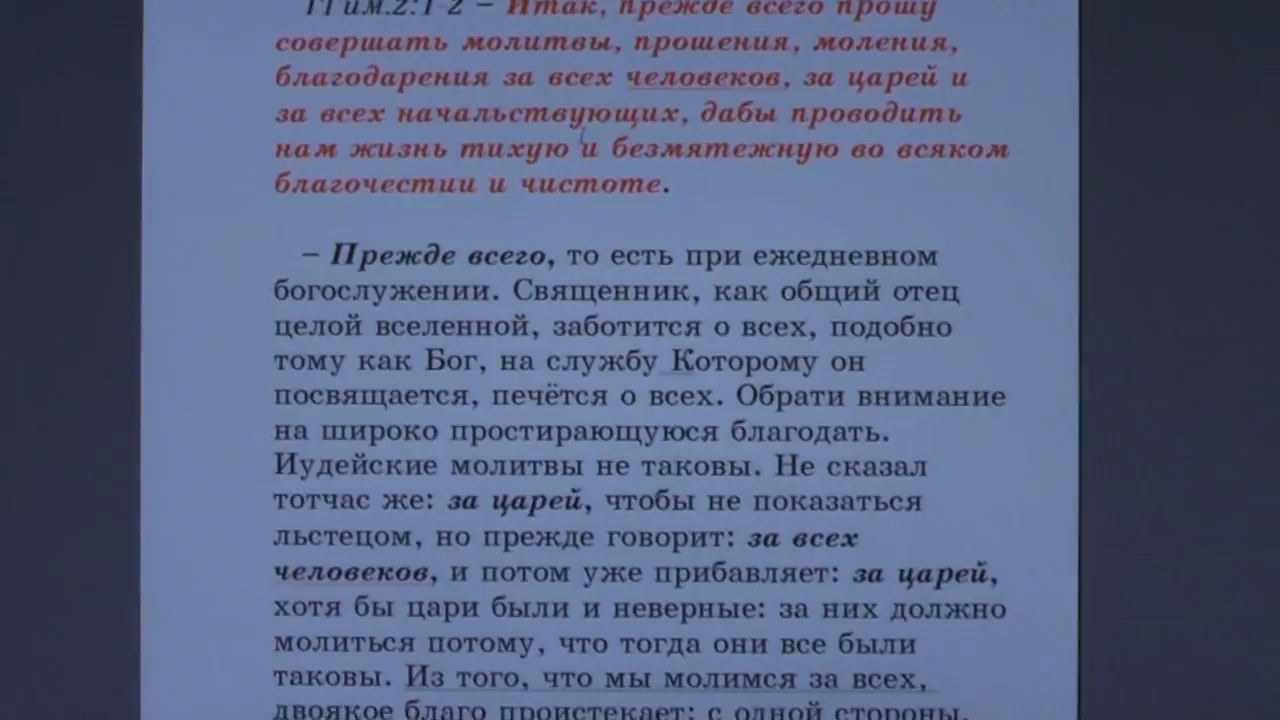 1Тим.2:1-2 – Итак, прежде всего прошу
совершать молитвы, прошения, моления,
благодарения за всех человеков, за царей и
за всех начальствующих, дабы проводить
нам жизнь тихую и безмятежную во всяком
благочестии и чистоте.
– Прежде всего, то есть при ежедневном
богослужении. Священник, как общий отец
целой вселенной, заботится о всех, подобно
тому как Бог, на службу Которому он
посвящается, печётся о всех. Обрати внимание
на широко простирающуюся благодать.
Иудейские молитвы не таковы. Не сказал
тотчас же: за царей, чтобы не показаться
льстецом, но прежде говорит: за всех
человеков, и потом уже прибавляет: за царей,
хотя бы цари были и неверные: за них должно
молиться потому, что тогда они все были
таковы. Из того, что мы молимся за всех,
двоякое благо проистекает: с одной стороны,